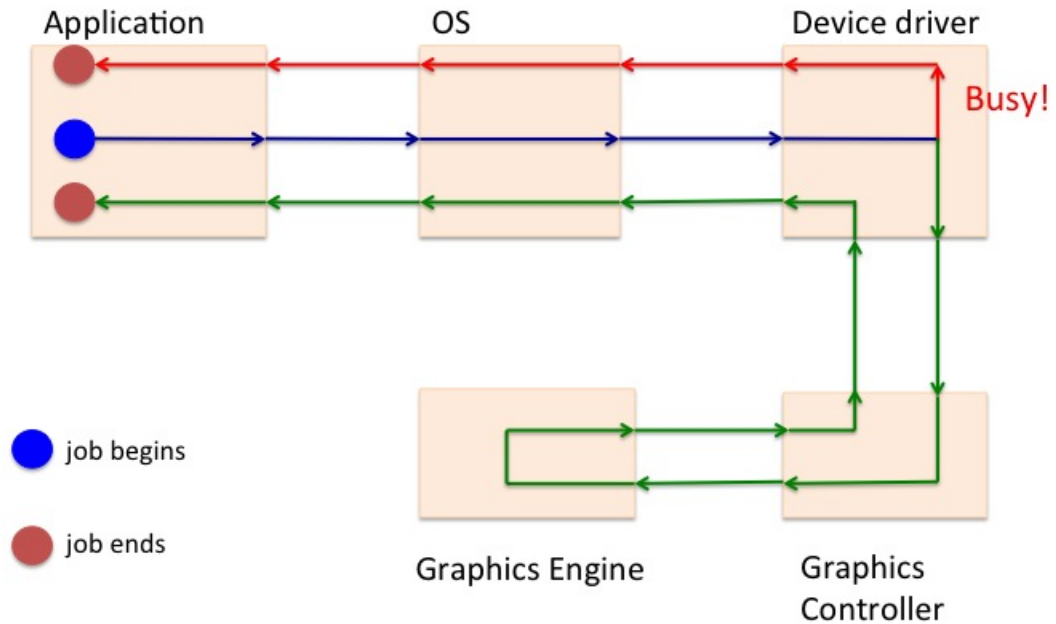 Application
OS
Device driver
Busy!
job begins
job ends
Graphics Engine
Graphics
Controller